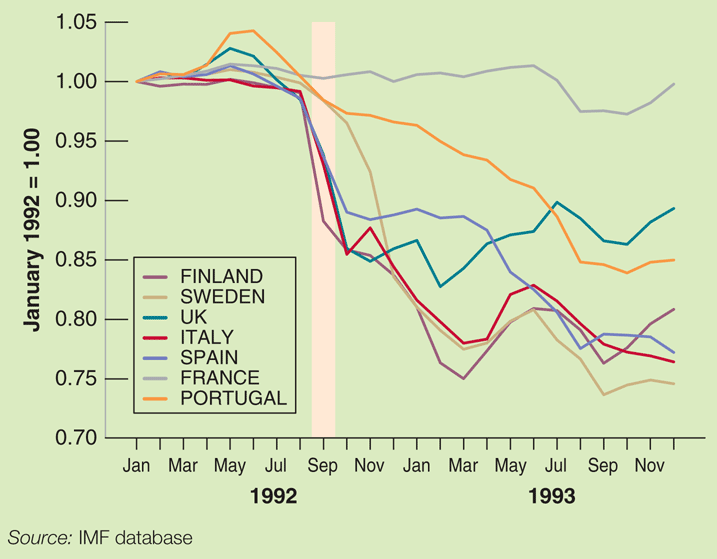 1.05
1.00
0.95
0.90
0.85
0.80
0.75
0.70
January 1992 = 1.00
FINLAND
SWEDEN
UK
ITALY
SPAIN
FRANCE
PORTUGAL
Jan Mar May Jul Sep Nov Jan Mar May Jul Sep Nov
1992 1993
Source: IMF database